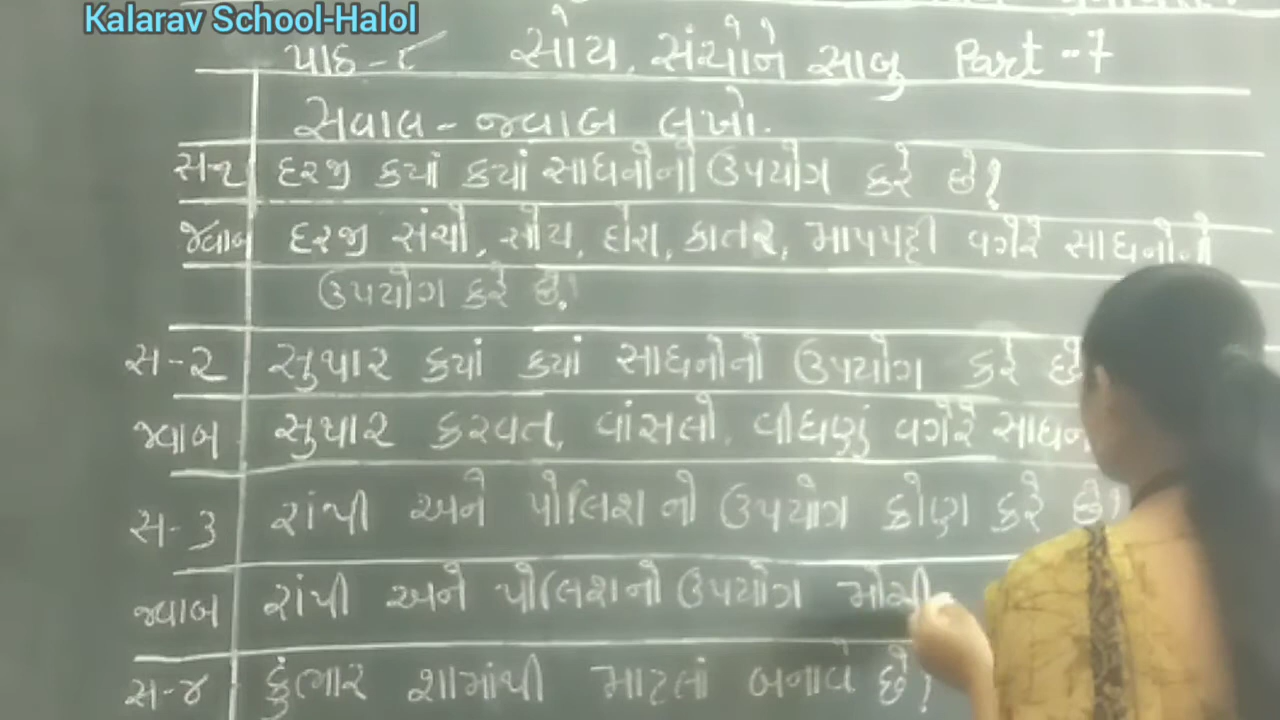 Kalarav School-Halol
પાઠ-૮ સોય, સંચોને સાબુ Part-7
સવાલ-જવાબ લખો.
સ-૧ દરજી કયાં કયાં સાધનોનો ઉપયોગ કરે છે?
જવાબ દરજી સંચો, સોય, દોરા, કાતર, માપપટ્ટી વગેરે સાધનોનો
ઉપયોગ કરે છે.
સ-૨ સુથાર કયાં કયાં સાધનોનો ઉપયોગ કરે છે
જવાબ સુથાર કરવત, વાંસલો, વીંધણું વગેરે
સ-૩ રાંપી અને પોલિશ નો ઉપયોગ કોણ કરે છે?
જવાબ રાંપી અને પોલિશનો ઉપયોગ મોચી
સ-૪ કુંભાર શામાંથી માટલાં બનાવે છે?